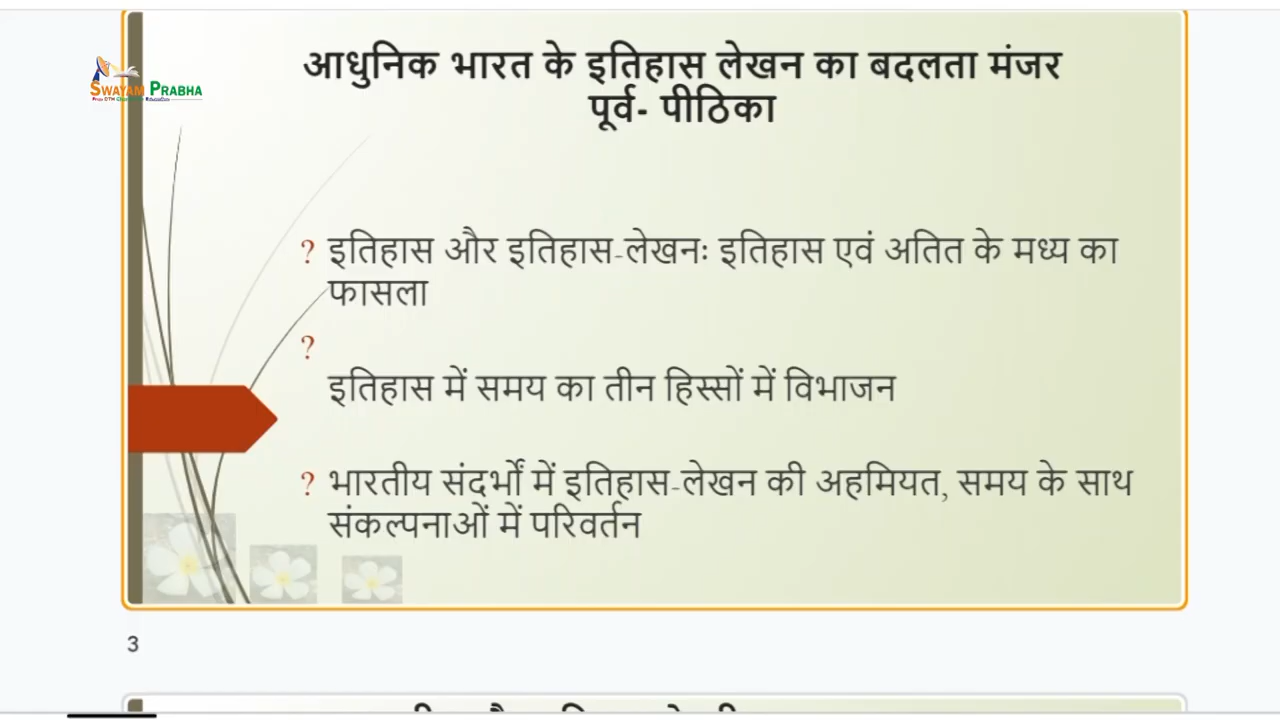 SWAYAM PRABHA
आधुनिक भारत के इतिहास लेखन का बदलता मंजर
पूर्व- पीठिका
? इतिहास और इतिहास-लेखनः इतिहास एवं अतित के मध्य का
फासला
?
इतिहास में समय का तीन हिस्सों में विभाजन
? भारतीय संदर्भों में इतिहास-लेखन की अहमियत, समय के साथ
संकल्पनाओं में परिवर्तन
3